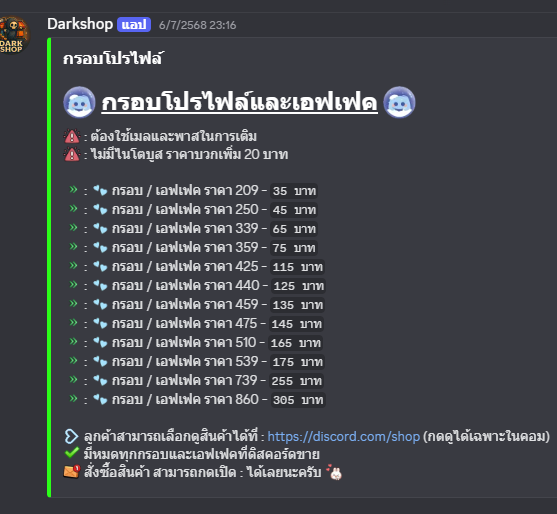 Darkshop แอป 6/7/2568 23:16
DARK
SHOP
กรอบโปรไฟล์
กรอบโปรไฟล์และเอฟเฟค
: ต้องใช้เมลและพาสในการเติม
: ไม่มีไนโตบูส ราคาบวกเพิ่ม 20 บาท
» : กรอบ / เอฟเฟค ราคา 209 - 35 บาท
» : กรอบ / เอฟเฟค ราคา 250 - 45 บาท
» : กรอบ / เอฟเฟค ราคา 339 - 65 บาท
» : กรอบ / เอฟเฟค ราคา 359 - 75 บาท
» : กรอบ / เอฟเฟค ราคา 425 - 115 บาท
» : กรอบ / เอฟเฟค ราคา 440 - 125 บาท
» : กรอบ / เอฟเฟค ราคา 459 - 135 บาท
» : กรอบ / เอฟเฟค ราคา 475 - 145 บาท
» : กรอบ / เอฟเฟค ราคา 510 - 165 บาท
» : กรอบ / เอฟเฟค ราคา 539 - 175 บาท
» : กรอบ / เอฟเฟค ราคา 739 - 255 บาท
» : กรอบ / เอฟเฟค ราคา 860 - 305 บาท
ลูกค้าสามารถเลือกดูสินค้าได้ที่ : https://discord.com/shop (กดดูได้เฉพาะในคอม)
มีหมดทุกกรอบและเอฟเฟคที่ดิสคอร์ดขาย
สั่งซื้อสินค้า สามารถกดเปิด : ได้เลยนะครับ